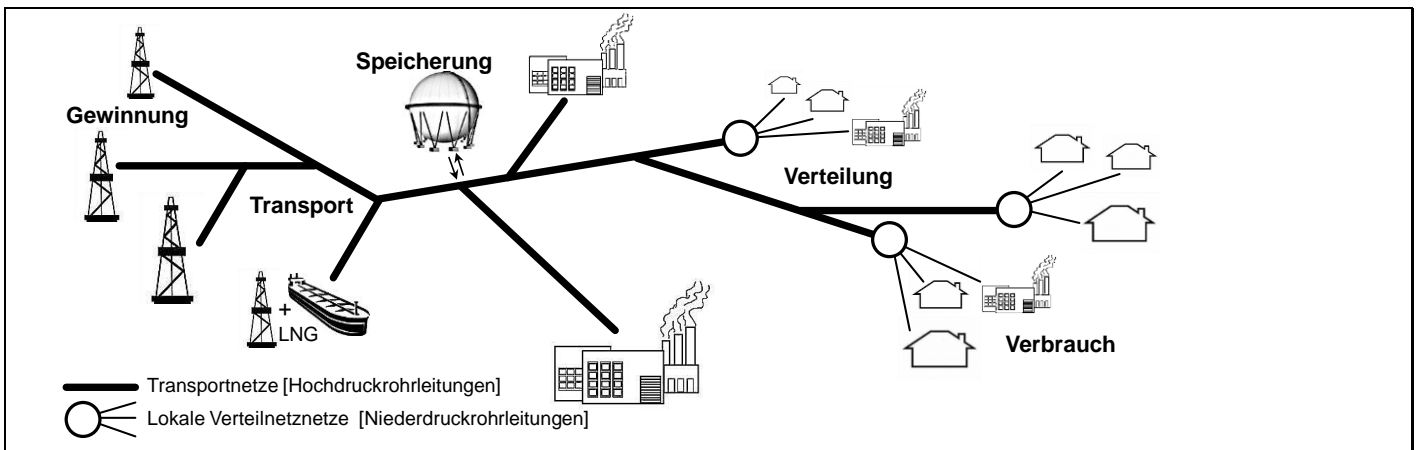 Speicherung
Gewinnung
Verteilung
Transport
+
LNG
Verbrauch
Transportnetze [Hochdruckrohrleitungen]
Lokale Verteilnetznetze [Niederdruckrohrleitungen]